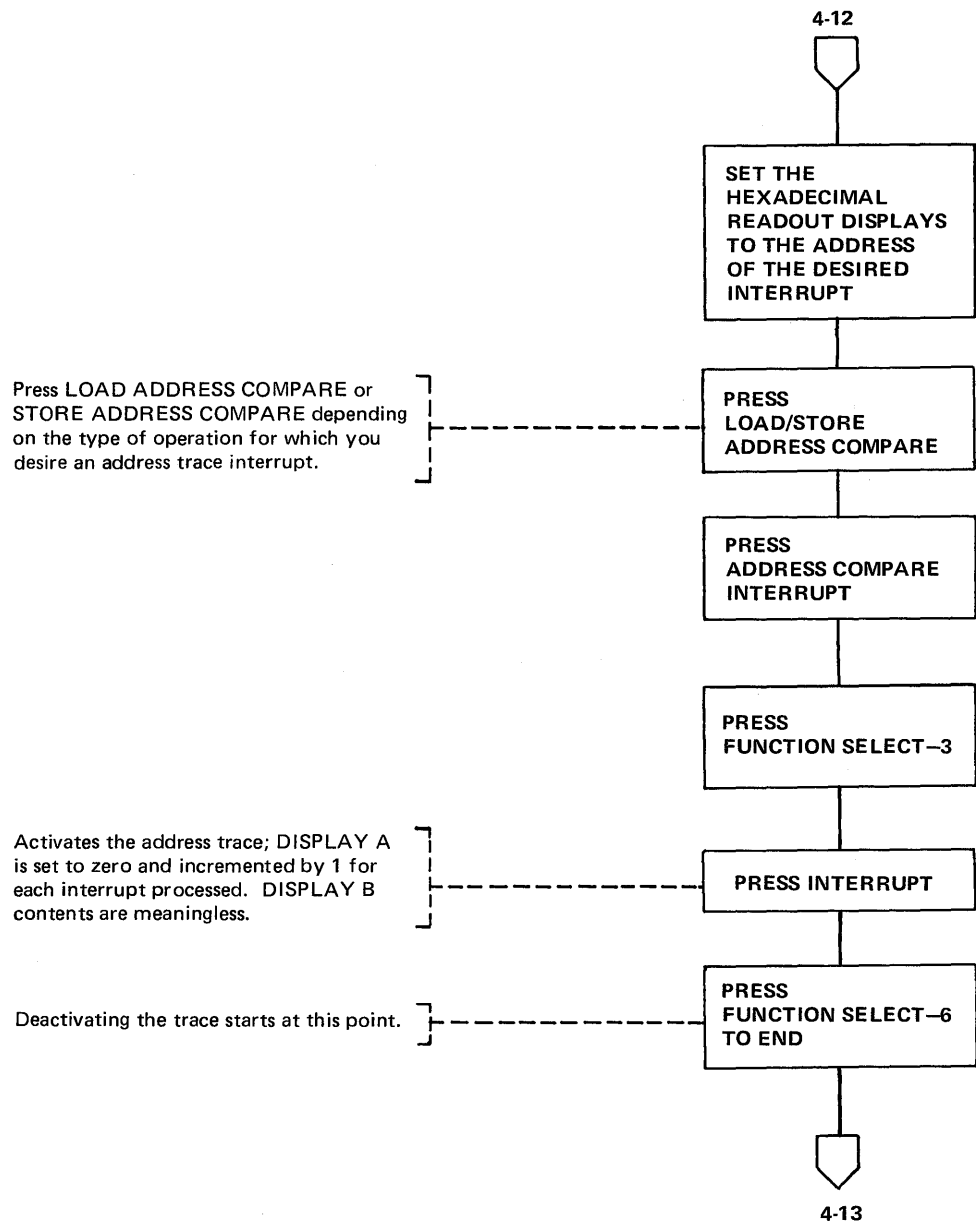 4-12
SET THE
HEXADECIMAL
READOUT DISPLAYS
TO THE ADDRESS
OF THE DESIRED
INTERRUPT
Press LOAD ADDRESS COMPARE or
STORE ADDRESS COMPARE depending
on the type of operation for which you
desire an address trace interrupt.
PRESS
LOAD/STORE
ADDRESS COMPARE
PRESS
ADDRESS COMPARE
INTERRUPT
PRESS
FUNCTION SELECT–3
Activates the address trace; DISPLAY A
is set to zero and incremented by 1 for
each interrupt processed. DISPLAY B
contents are meaningless.
PRESS INTERRUPT
Deactivating the trace starts at this point.
PRESS
FUNCTION SELECT–6
TO END
4-13